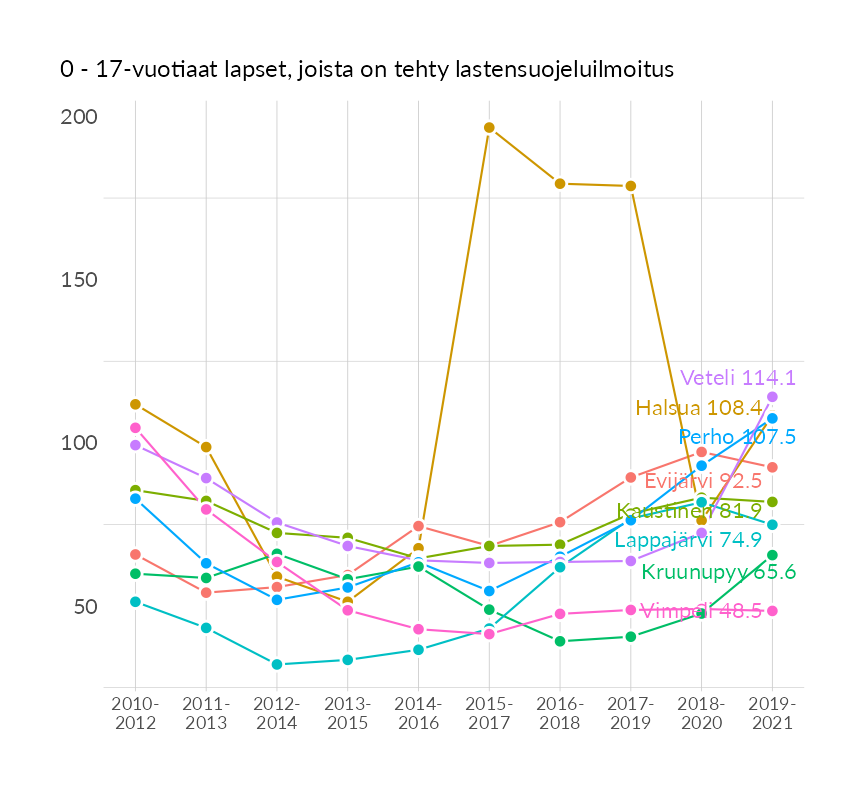 0 - 17-vuotiaat lapset, joista on tehty lastensuojeluilmoitus
200
150
100
50
Veteli 114.1
Halsua 108.4
Perho 107.5
Evijärvi 92.5
Kaustinen 81.9
Lappajärvi 74.9
Kruunupyy 65.6
Vimpeli 48.5
2010-
2012
2011-
2013
2012-
2014
2013-
2015
2014-
2016
2015-
2017
2016-
2018
2017-
2019
2018-
2020
2019-
2021